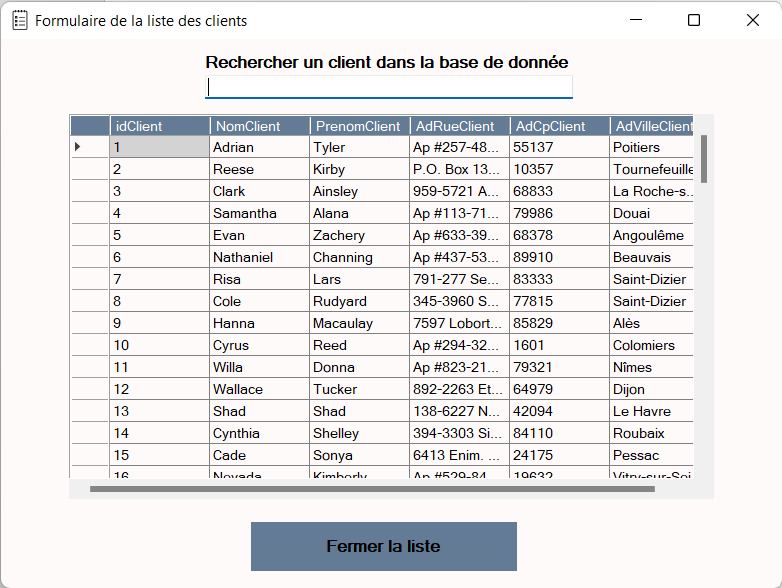 Formulaire de la liste des clients
Rechercher un client dans la base de donnée
idClient NomClient PrenomClient AdRueClient AdCpClient AdVilleClient
1 Adrian Tyler Ap #257-48... 55137 Poitiers
2 Reese Kirby P.O. Box 13... 10357 Tournefeuille
3 Clark Ainsley 959-5721 A... 68833 La Roche-s...
4 Samantha Alana Ap #113-71... 79986 Douai
5 Evan Zachery Ap #633-39... 68378 Angoulême
6 Nathaniel Channing Ap #437-53... 89910 Beauvais
7 Risa Lars 791-277 Se... 83333 Saint-Dizier
8 Cole Rudyard 345-3960 S... 77815 Saint-Dizier
9 Hanna Macaulay 7597 Lobort... 85829 Alès
10 Cyrus Reed Ap #294-32... 1601 Colomiers
11 Willa Donna Ap #823-21... 79321 Nîmes
12 Wallace Tucker 892-2263 Et... 64979 Dijon
13 Shad Shad 138-6227 N... 42094 Le Havre
14 Cynthia Shelley 394-3303 Si... 84110 Roubaix
15 Cade Sonya 6413 Enim. ... 24175 Pessac
16 Nevada Kimberly Ap #529-84... 19632 Vitry-sur-Sei
Fermer la liste